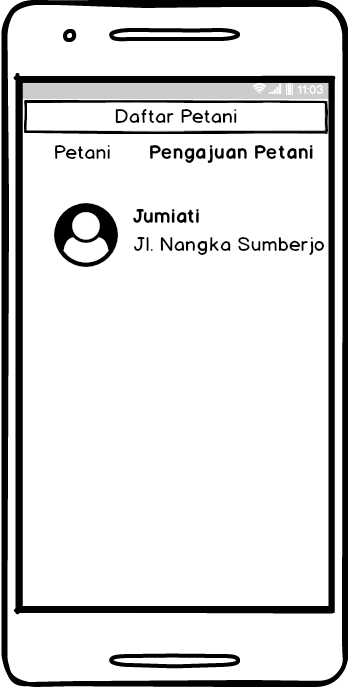 11:03
Daftar Petani
Petani Pengajuan Petani
Jumiati
Jl. Nangka Sumberjo